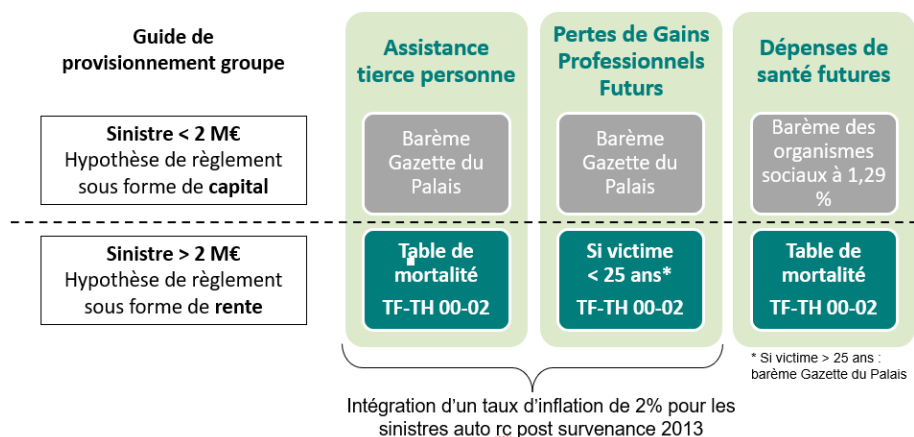 Guide de
provisionnement groupe
Assistance
tierce personne
Pertes de Gains
Professionnels
Futurs
Dépenses de
santé futures
Sinistre < 2 M€
Hypothèse de règlement
sous forme de capital
Barème
Gazette du
Palais
Barème
Gazette du
Palais
Barème des
organismes
sociaux à 1,29
%
Sinistre > 2 M€
Hypothèse de règlement
sous forme de rente
Table de
mortalité
TF-TH 00-02
Si victime
< 25 ans*
TF-TH 00-02
Table de
mortalité
TF-TH 00-02
* Si victime > 25 ans :
barème Gazette du Palais
Intégration d'un taux d'inflation de 2% pour les
sinistres auto rc post survenance 2013